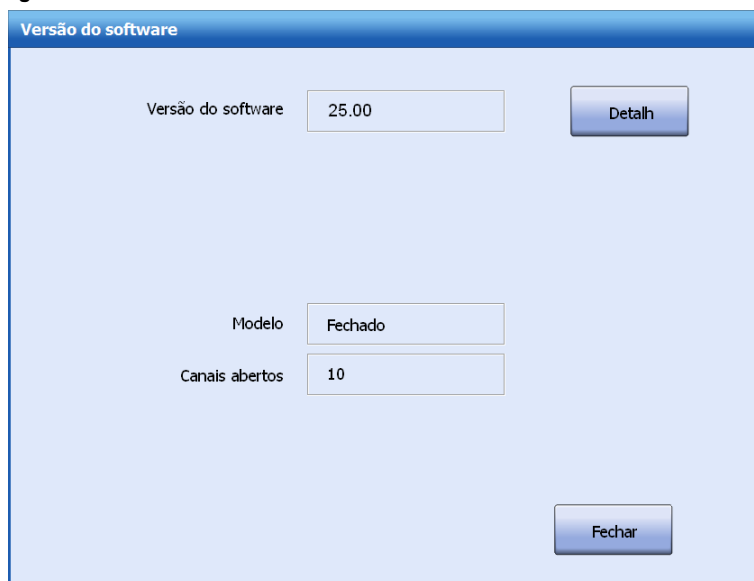 Versão do software
Versão do software 25.00 Detalh
Modelo Fechado
Canais abertos 10
Fechar